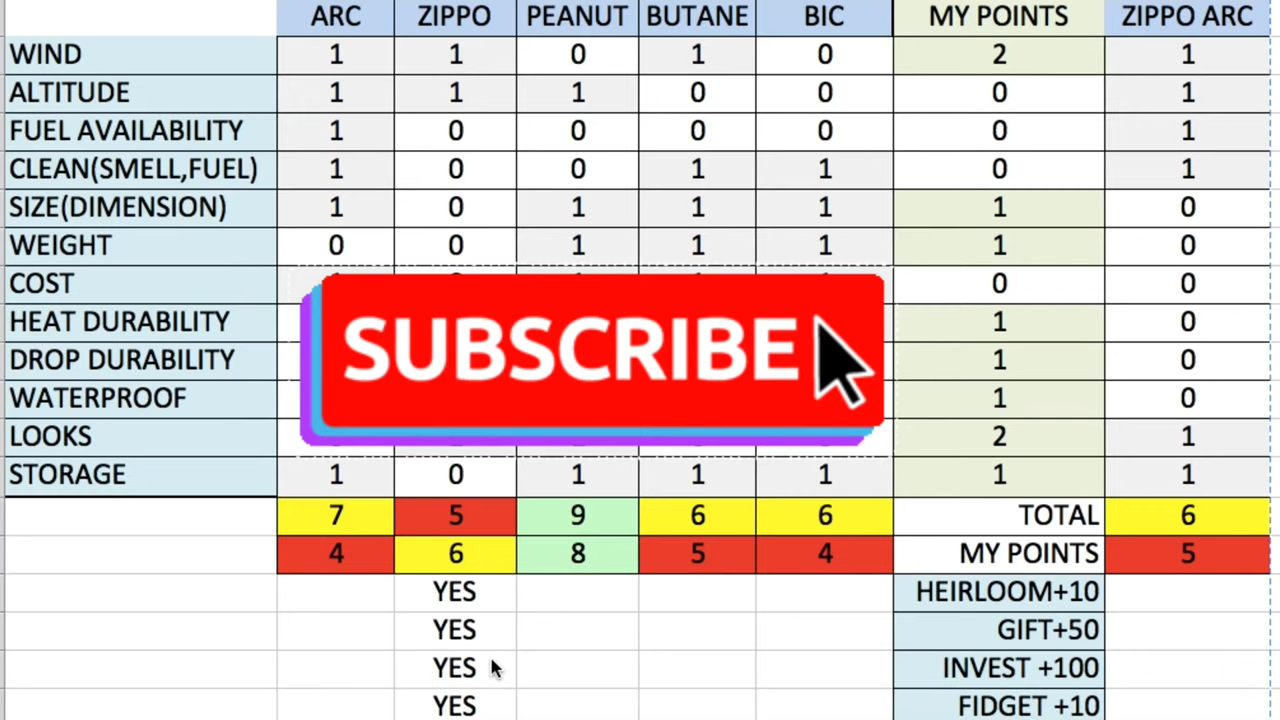 ARC ZIPPO PEANUT BUTANE BIC MY POINTS ZIPPO ARC
WIND 1 1 0 1 0 2 1
ALTITUDE 1 1 1 0 0 0 1
FUEL AVAILABILITY 1 0 0 0 0 0 1
CLEAN(SMELL,FUEL) 1 0 0 1 1 0 1
SIZE(DIMENSION) 1 0 1 1 1 1 0
WEIGHT 0 0 1 1 1 1 0
COST 0 0
HEAT DURABILITY 1 0
DROP DURABILITY 1 0
WATERPROOF 1 0
LOOKS 2 1
SUBSCRIBE
STORAGE 1 0 1 1 1 1 1
7 5 9 6 6 TOTAL 6
4 6 8 5 4 MY POINTS 5
YES HEIRLOOM+10
YES GIFT+50
YES INVEST +100
YES FIDGET +10